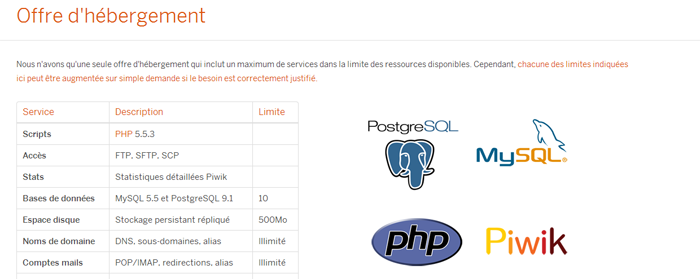 Offre d'hébergement
Nous n'avons qu'une seule offre d'hébergement qui inclut un maximum de services dans la limite des ressources disponibles. Cependant, chacune des limites indiquées
ici peut être augmentée sur simple demande si le besoin est correctement justifié.
Service Description Limite
Scripts PHP 5.5.3
Accès FTP, SFTP, SCP
Stats Statistiques détaillées Piwik
Bases de données MySQL 5.5 et PostgreSQL 9.1 10
Espace disque Stockage persistant répliqué 500Mo
Noms de domaine DNS, sous-domaines, alias Illimité
Comptes mails POP/IMAP, redirections, alias Illimité
PostgreSQL
MySQL®
php
Piwik